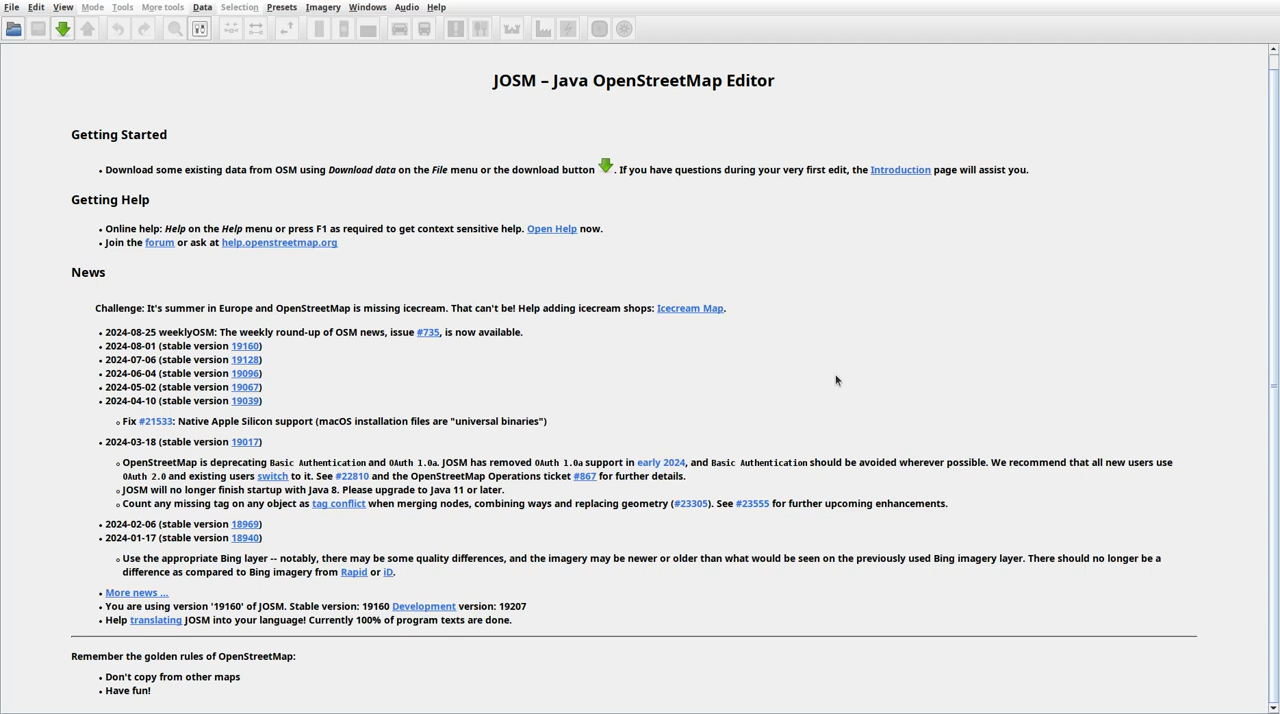 File Edit View Mode Tools More tools Data Selection Presets Imagery Windows Audio Help
JOSM – Java OpenStreetMap Editor
Getting Started
• Download some existing data from OSM using Download data on the File menu or the download button . If you have questions during your very first edit, the Introduction page will assist you.
Getting Help
• Online help: Help on the Help menu or press F1 as required to get context sensitive help. Open Help now.
• Join the forum or ask at help.openstreetmap.org
News
Challenge: It's summer in Europe and OpenStreetMap is missing icecream. That can't be! Help adding icecream shops: Icecream Map.
• 2024-08-25 weeklyOSM: The weekly round-up of OSM news, issue #735, is now available.
• 2024-08-01 (stable version 19160)
• 2024-07-06 (stable version 19128)
• 2024-06-04 (stable version 19096)
• 2024-05-02 (stable version 19067)
• 2024-04-10 (stable version 19039)
◦ Fix #21533: Native Apple Silicon support (macOS installation files are "universal binaries")
• 2024-03-18 (stable version 19017)
◦ OpenStreetMap is deprecating Basic Authentication and OAuth 1.0a. JOSM has removed OAuth 1.0a support in early 2024, and Basic Authentication should be avoided wherever possible. We recommend that all new users use
OAuth 2.0 and existing users switch to it. See #22810 and the OpenStreetMap Operations ticket #867 for further details.
◦ JOSM will no longer finish startup with Java 8. Please upgrade to Java 11 or later.
◦ Count any missing tag on any object as tag conflict when merging nodes, combining ways and replacing geometry (#23305). See #23555 for further upcoming enhancements.
• 2024-02-06 (stable version 18969)
• 2024-01-17 (stable version 18940)
◦ Use the appropriate Bing layer -- notably, there may be some quality differences, and the imagery may be newer or older than what would be seen on the previously used Bing imagery layer. There should no longer be a
difference as compared to Bing imagery from Rapid or iD.
• More news ...
• You are using version '19160' of JOSM. Stable version: 19160 Development version: 19207
• Help translating JOSM into your language! Currently 100% of program texts are done.
Remember the golden rules of OpenStreetMap:
• Don't copy from other maps
• Have fun!